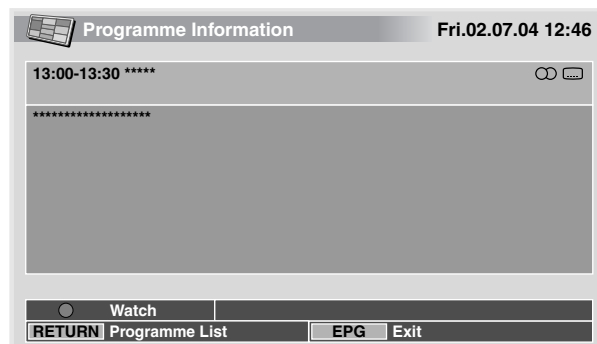 Programme Information Fri.02.07.04 12:46
13:00-13:30 *****
*******************
Watch
RETURN Programme List EPG Exit